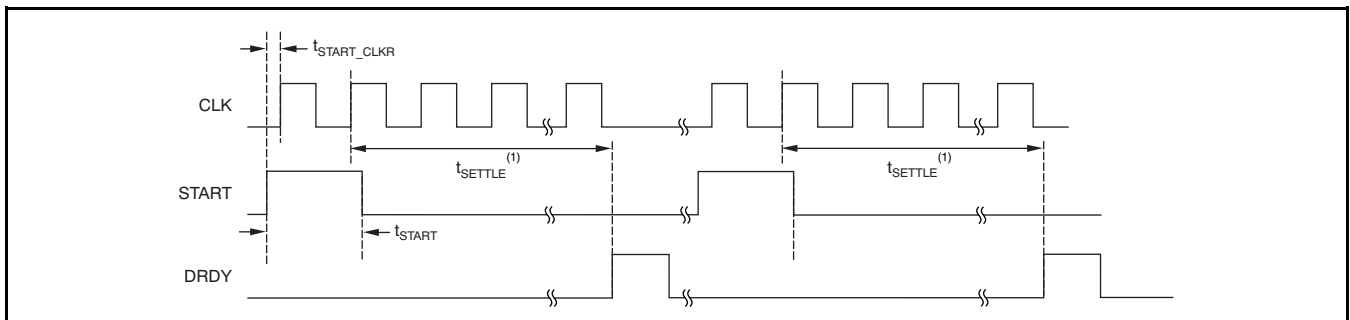 tSTART_CLKR
CLK
tSETTLE(1)
tSETTLE(1)
START
tSTART
DRDY